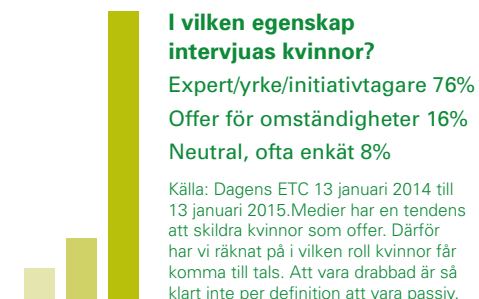 I vilken egenskap
intervjuas kvinnor?
Expert/yrke/initiativtagare 76%
Offer för omständigheter 16%
Neutral, ofta enkät 8%
Källa: Dagens ETC 13 januari 2014 till
13 januari 2015.Medier har en tendens
att skildra kvinnor som offer. Därför
har vi räknat på i vilken roll kvinnor får
komma till tals. Att vara drabbad är så
klart inte per definition att vara passiv.